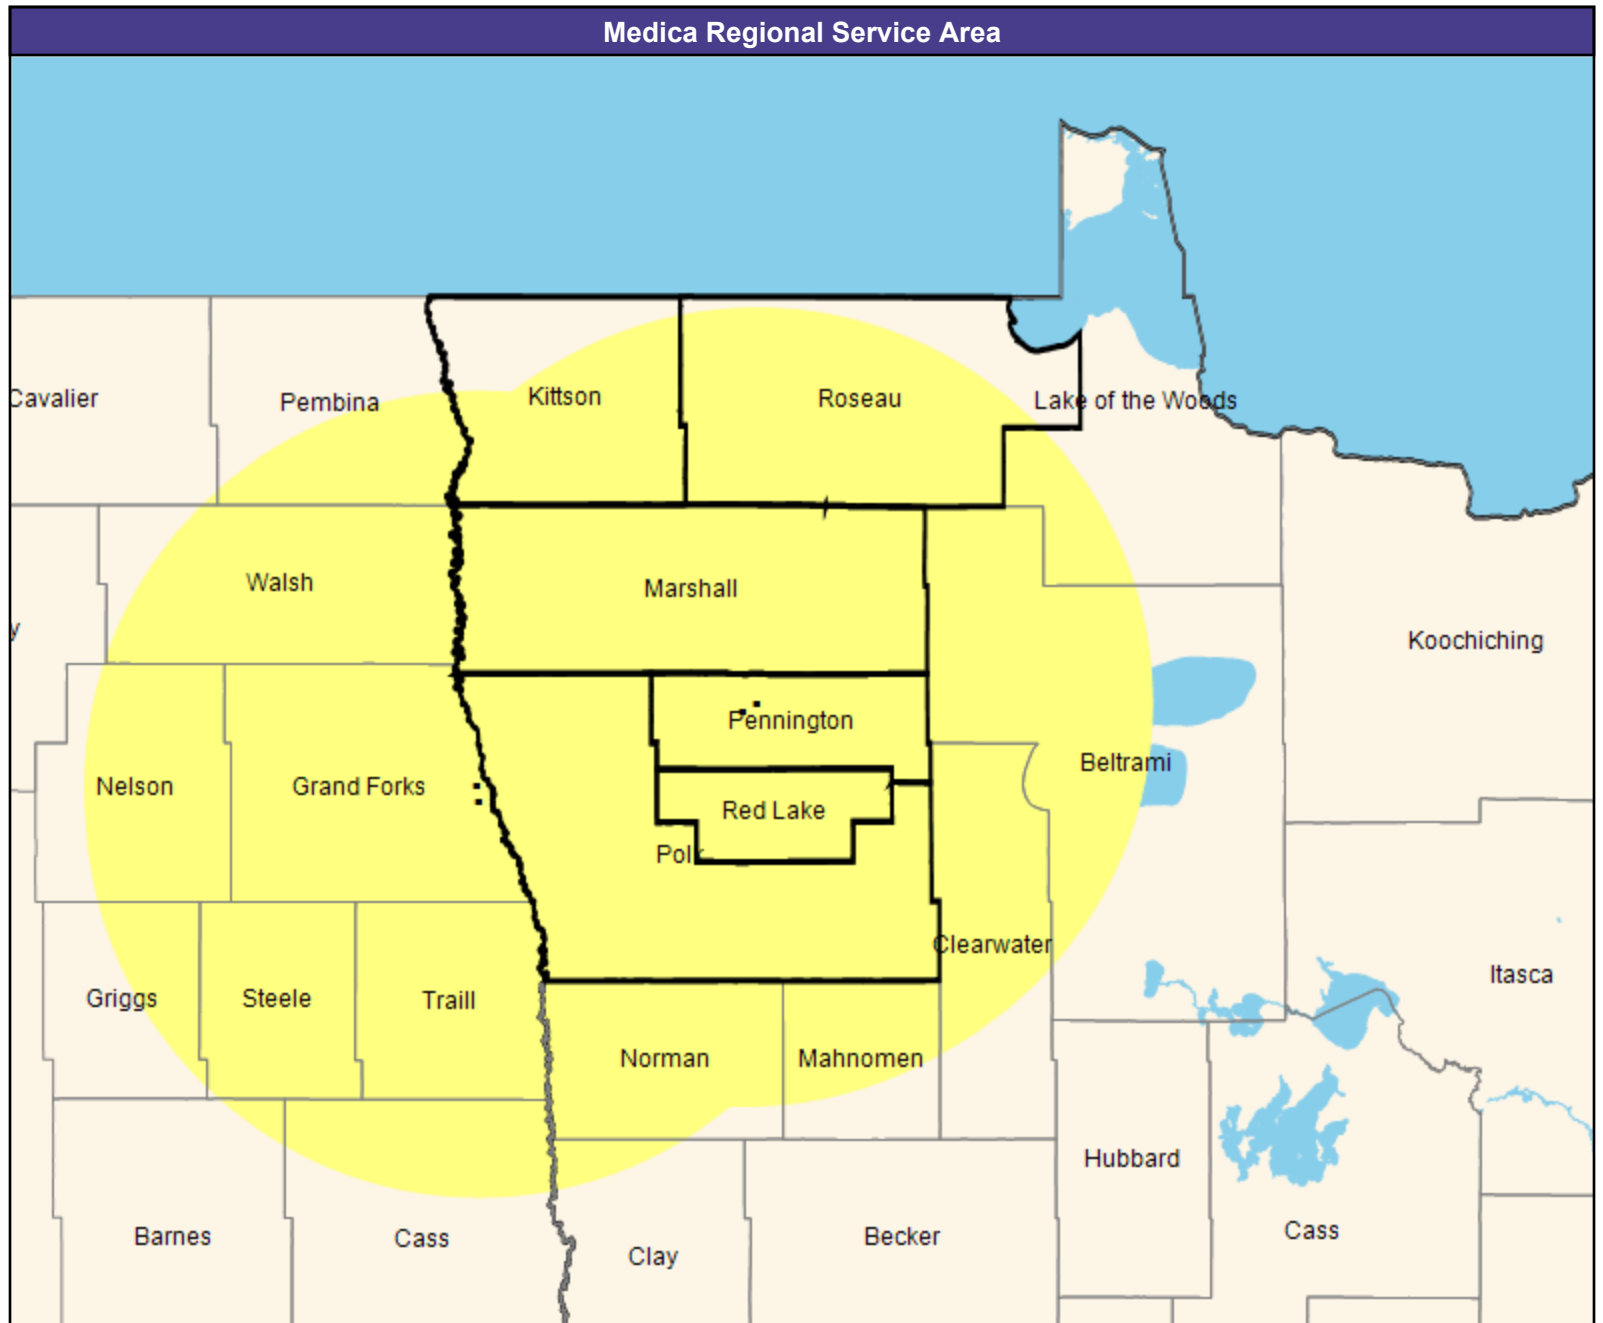 Medica Regional Service Area
Kittson
Roseau
Cavalier
Pembina
Lake of the Woods
Walsh
Marshall
y
Koochiching
Pennington
Beltrami
Nelson
Grand Forks
Red Lake
Polk
Clearwater
Itasca
Griggs
Steele
Traill
Norman
Mahnomen
Hubbard
Barnes
Cass
Becker
Cass
Clay